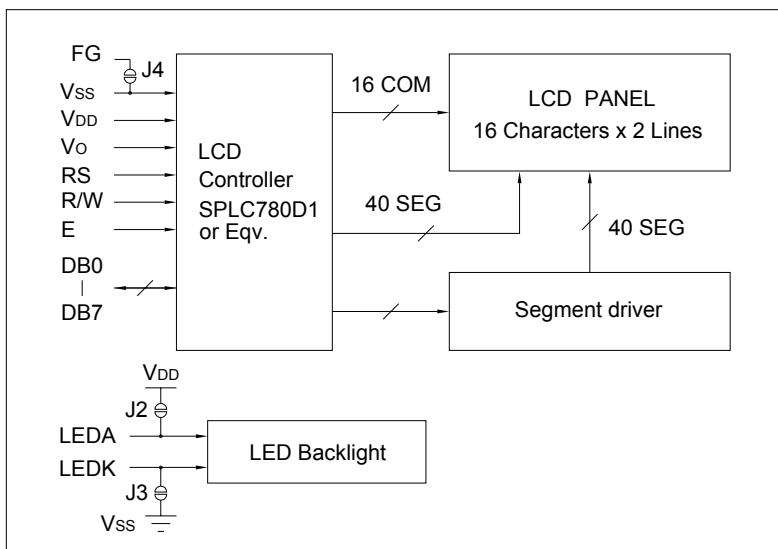 FG
J4
VSS
VDD
VO
RS
R/W
E
DB0
|
DB7
LCD
Controller
SPLC780D1
or Eqv.
16 COM
40 SEG
LCD PANEL
16 Characters x 2 Lines
40 SEG
Segment driver
VDD
J2
LEDA
LEDK
J3
VSS
LED Backlight